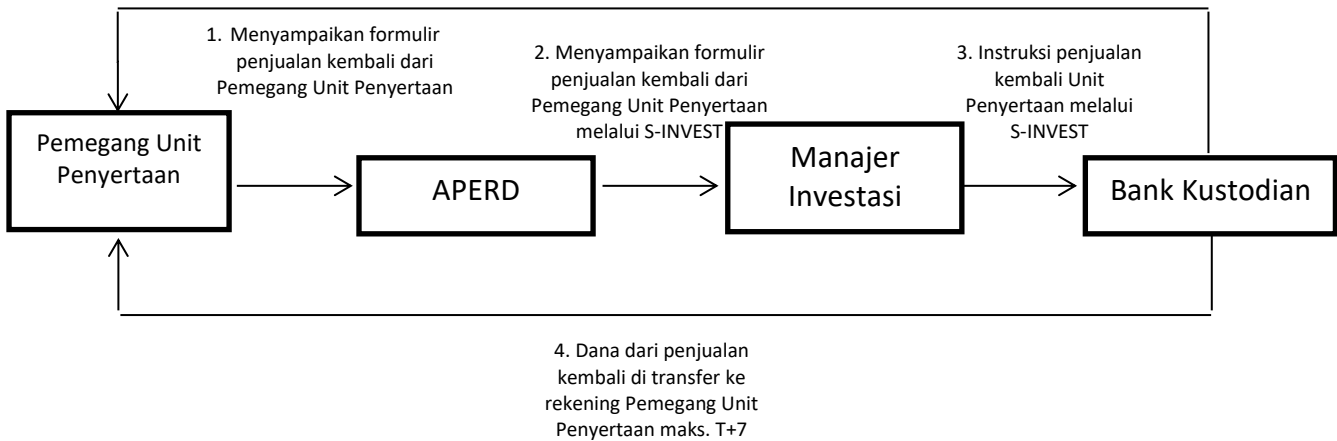 1. Menyampaikan formulir
penjualan kembali dari
Pemegang Unit Penyertaan
2. Menyampaikan formulir
penjualan kembali dari
Pemegang Unit Penyertaan
melalui S-INVEST
3. Instruksi penjualan
kembali Unit
Penyertaan melalui
S-INVEST
Pemegang Unit
Penyertaan
APERD
Manajer
Investasi
Bank Kustodian
4. Dana dari penjualan
kembali di transfer ke
rekening Pemegang Unit
Penyertaan maks. T+7